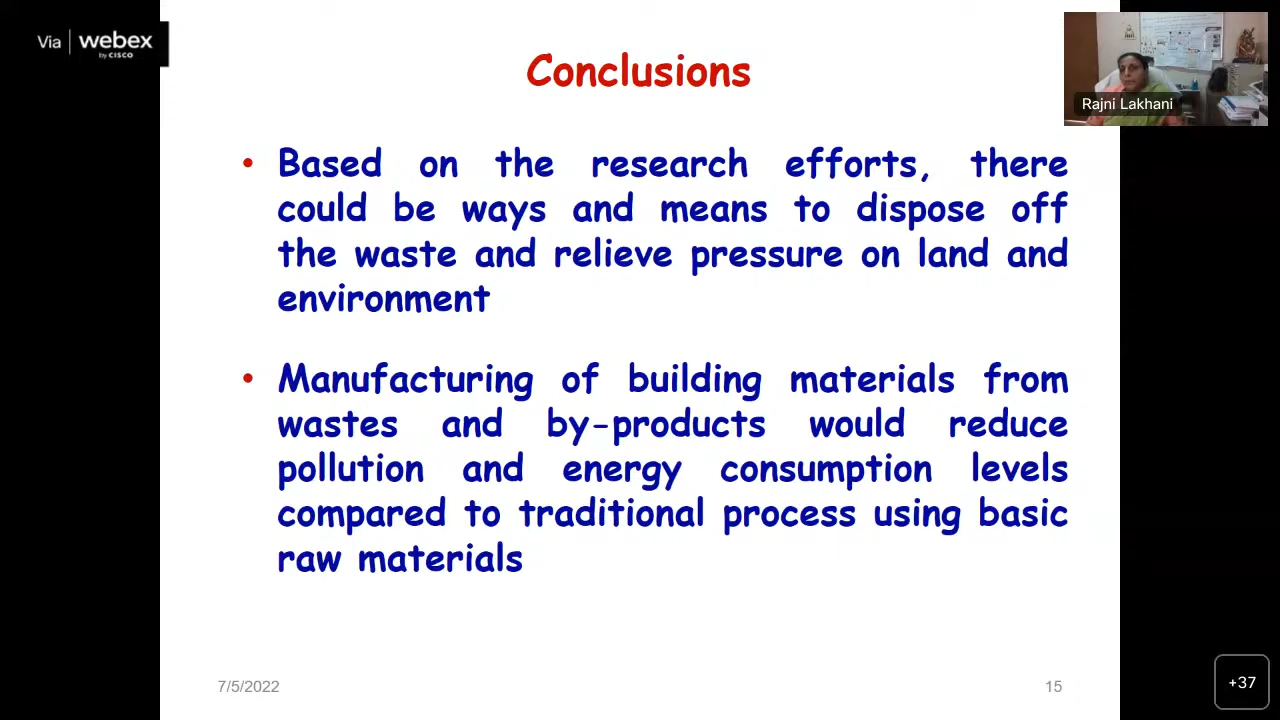 Via webex
by CISCO
Conclusions
Rajni Lakhani
• Based on the research efforts, there
could be ways and means to dispose off
the waste and relieve pressure on land and
environment
• Manufacturing of building materials from
wastes and by-products would reduce
pollution and energy consumption levels
compared to traditional process using basic
raw materials
7/5/2022
15
+37